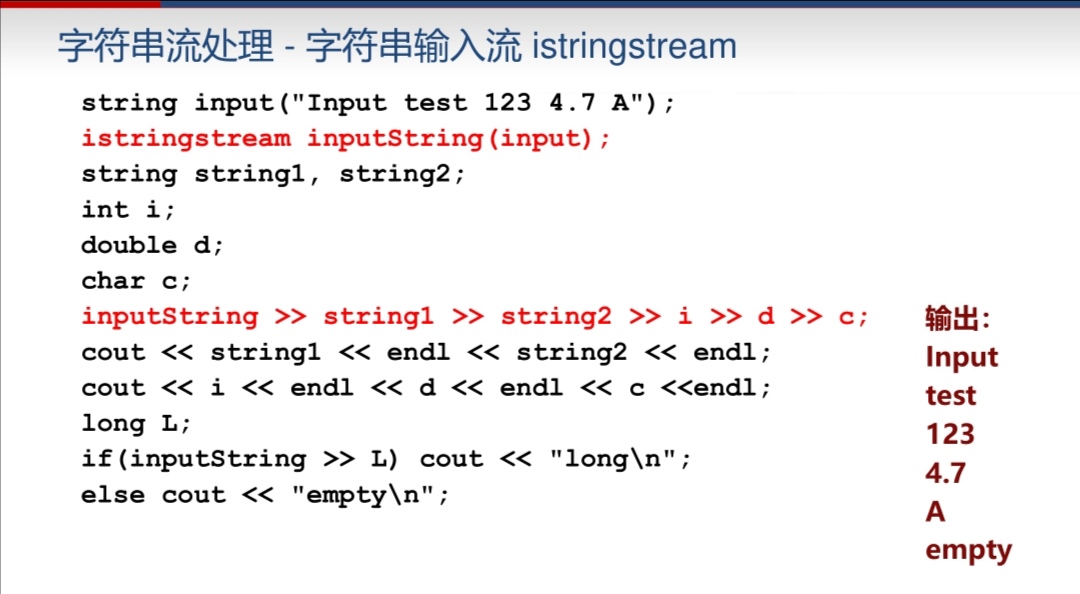 字符串流处理 - 字符串输入流 istringstream
string input("Input test 123 4.7 A");
istringstream inputString(input);
string string1, string2;
int i;
double d;
char c;
inputString >> string1 >> string2 >> i >> d >> c;
cout << string1 << endl << string2 << endl;
cout << i << endl << d << endl << c <<endl;
long L;
if(inputString >> L) cout << "long\n";
else cout << "empty\n";
输出：
Input
test
123
4.7
A
empty